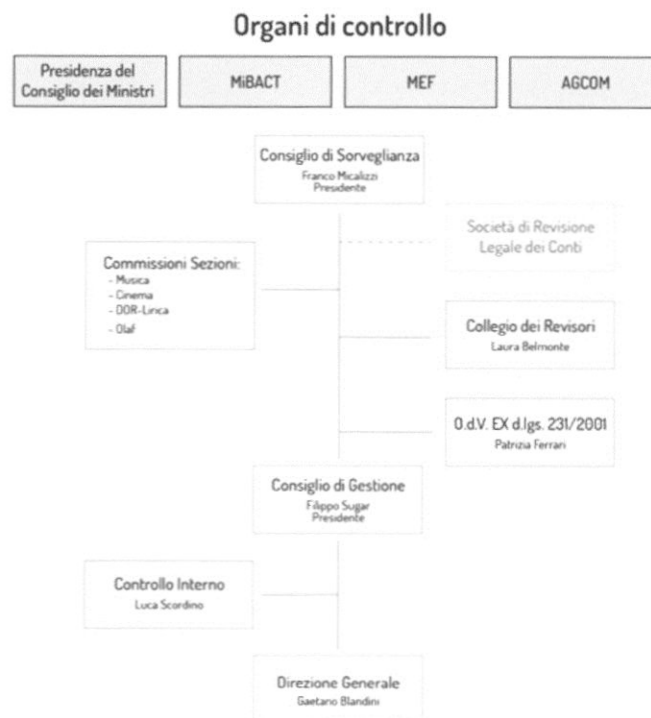 Organi di controllo
Presidenza del
Consiglio dei Ministri
MiBACT
MEF
AGCOM
Consiglio di Sorveglianza
Franco Micalizzi
Presidente
Società di Revisione
Legale dei Conti
Commissioni Sezioni:
- Musica
- Cinema
- DOR-Lirica
- Olaf
Collegio dei Revisori
Laura Belmonte
O.d.V. EX d.lgs. 231/2001
Patrizia Ferrari
Consiglio di Gestione
Filippo Sugar
Presidente
Controllo Interno
Luca Scordino
Direzione Generale
Gaetano Blandini